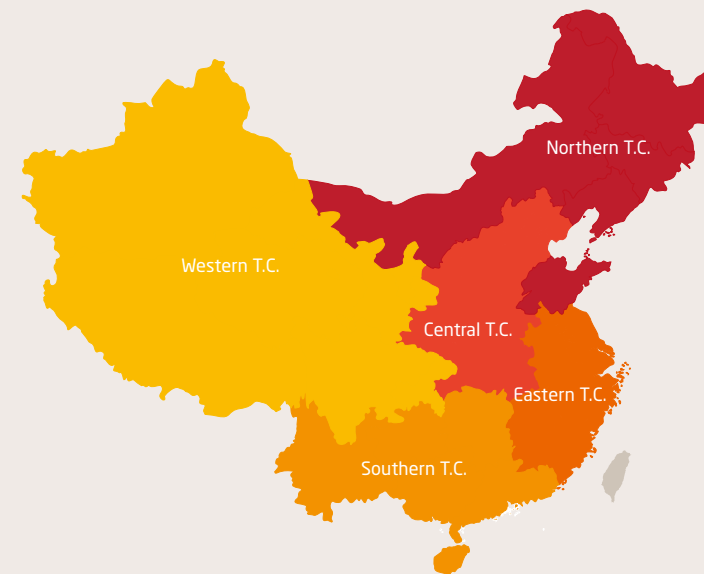 Northern T.C.
Western T.C.
Central T.C.
Eastern T.C.
Southern T.C.